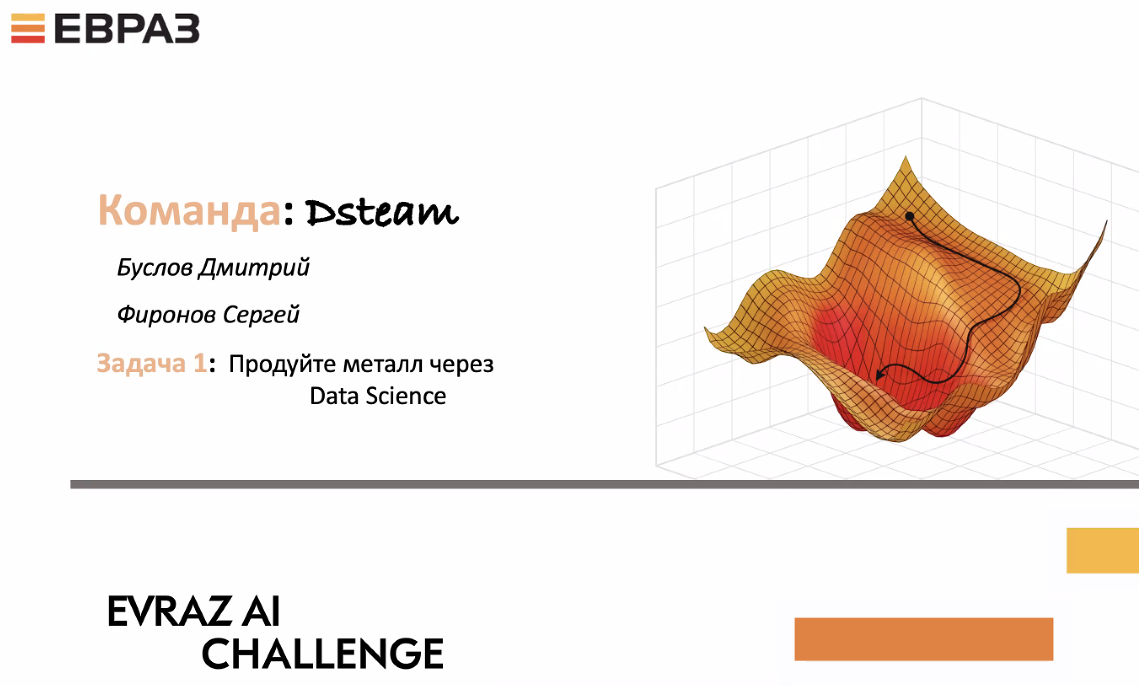 ЕВРАЗ
Команда: Dsteam
Буслов Дмитрий
Фиронов Сергей
Задача 1: Продуйте металл через
Data Science
EVRAZ AI
CHALLENGE